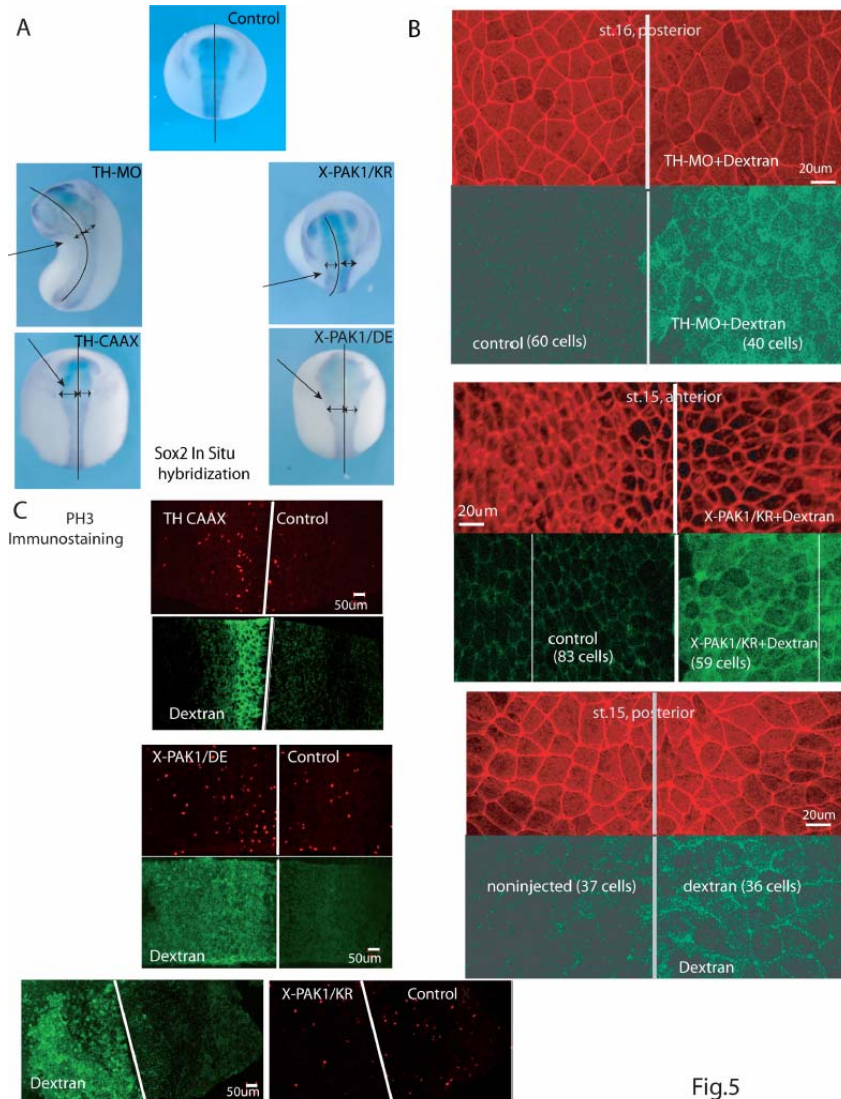 A
Control
TH-MO
X-PAK1/KR
TH-CAAX
X-PAK1/DE
Sox2 In Situ
hybridization
B
st.16, posterior
TH-MO+Dextran
20um
control (60 cells)
TH-MO+Dextran
(40 cells)
st.15, anterior
20um
X-PAK1/KR+Dextran
control
(83 cells)
X-PAK1/KR+Dextran
(59 cells)
st.15, posterior
20um
noninjected (37 cells)
dextran (36 cells)
Dextran
C
PH3
Immunostaining
TH CAAX
Control
50um
Dextran
X-PAK1/DE
Control
Dextran
50um
Dextran
50um
X-PAK1/KR
Control
Fig.5